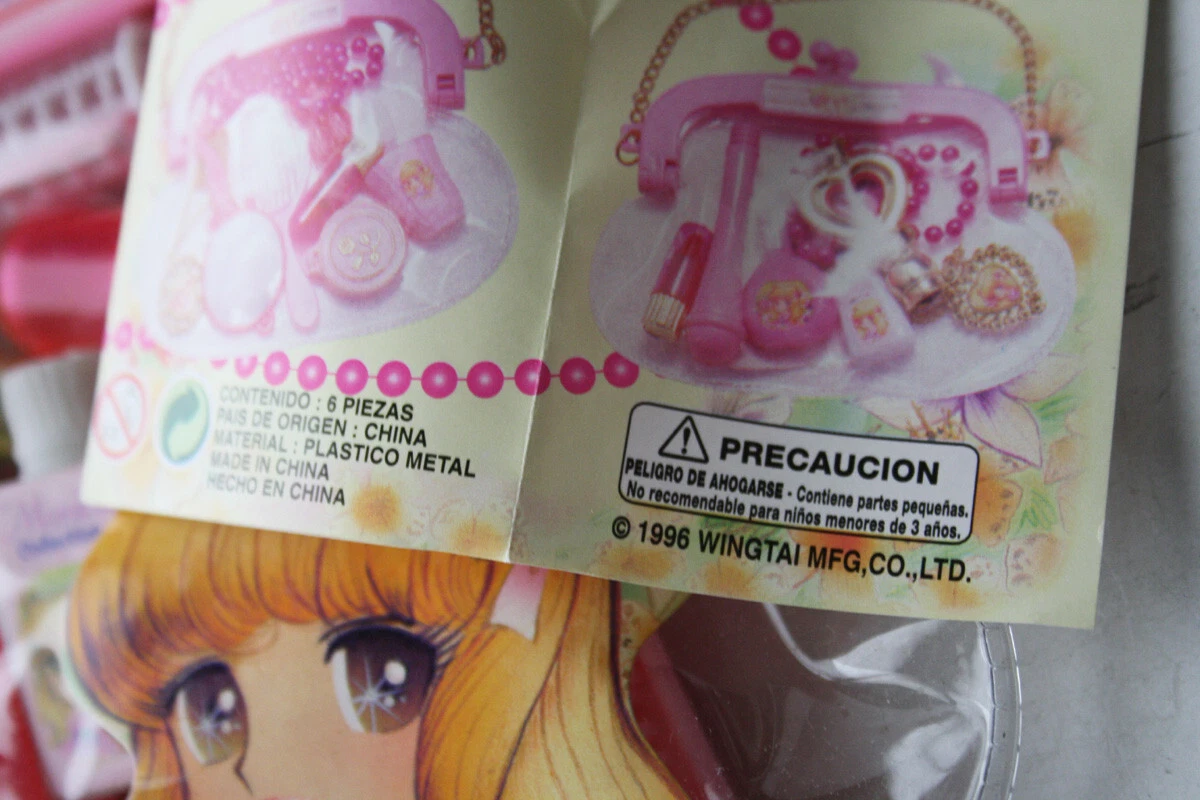 CONTENIDO : 6 PIEZAS
PAIS DE ORIGEN : CHINA
MATERIAL : PLASTICO METAL
MADE IN CHINA
HECHO EN CHINA
PRECAUCION
PELIGRO DE AHOGARSE - Contiene partes pequeñas.
No recomendable para niños menores de 3 años.
© 1996 WINGTAI MFG,CO.,LTD.